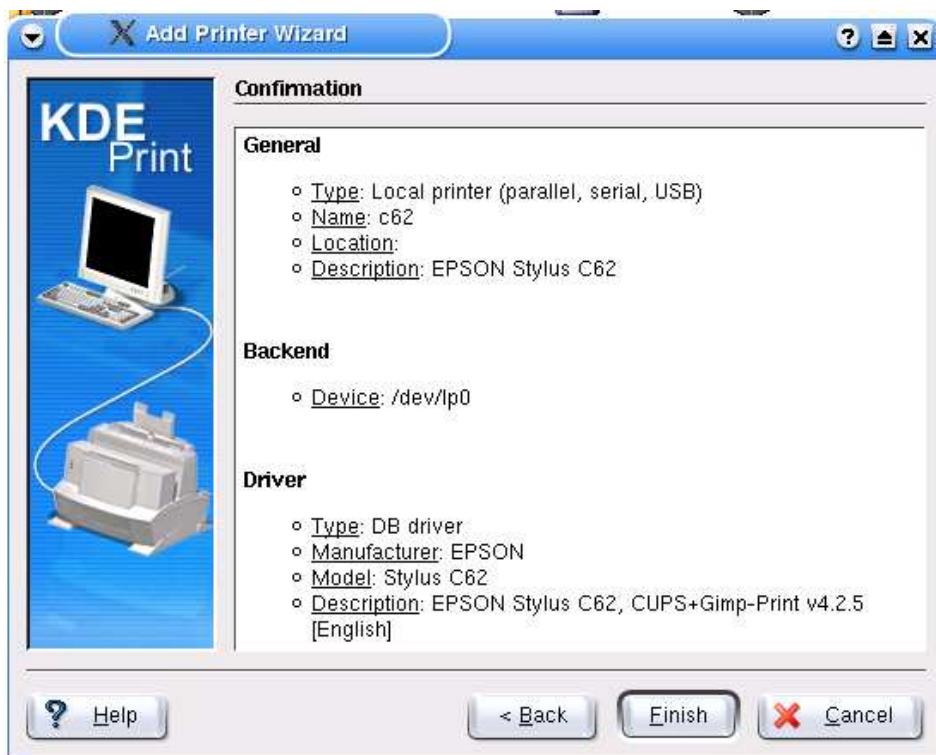 Add Printer Wizard
?
KDE
Print
Confirmation
General
Type: Local printer (parallel, serial, USB)
Name: c62
Location:
Description: EPSON Stylus C62
Backend
Device: /dev/lp0
Driver
Type: DB driver
Manufacturer: EPSON
Model: Stylus C62
Description: EPSON Stylus C62, CUPS+Gimp-Print v4.2.5
[English]
? Help
< Back
Finish
Cancel